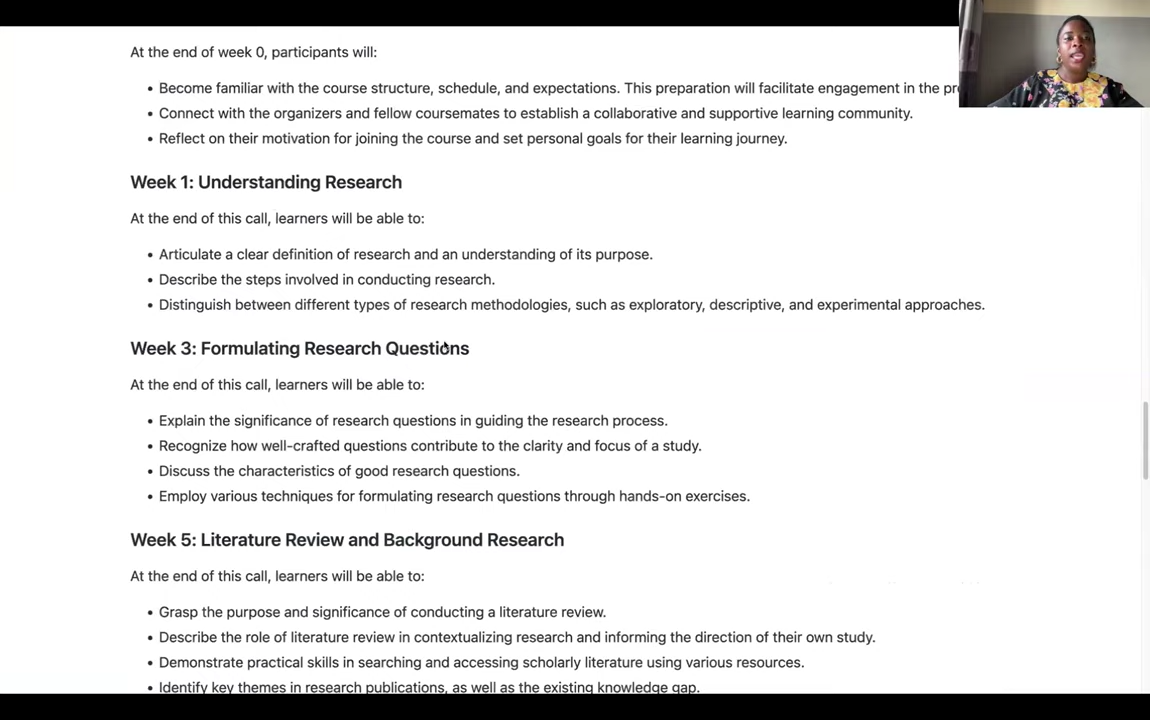 At the end of week 0, participants will:
• Become familiar with the course structure, schedule, and expectations. This preparation will facilitate engagement in the
• Connect with the organizers and fellow coursemates to establish a collaborative and supportive learning community.
• Reflect on their motivation for joining the course and set personal goals for their learning journey.
Week 1: Understanding Research
At the end of this call, learners will be able to:
• Articulate a clear definition of research and an understanding of its purpose.
• Describe the steps involved in conducting research.
• Distinguish between different types of research methodologies, such as exploratory, descriptive, and experimental approaches.
Week 3: Formulating Research Questions
At the end of this call, learners will be able to:
• Explain the significance of research questions in guiding the research process.
• Recognize how well-crafted questions contribute to the clarity and focus of a study.
• Discuss the characteristics of good research questions.
• Employ various techniques for formulating research questions through hands-on exercises.
Week 5: Literature Review and Background Research
At the end of this call, learners will be able to:
• Grasp the purpose and significance of conducting a literature review.
• Describe the role of literature review in contextualizing research and informing the direction of their own study.
• Demonstrate practical skills in searching and accessing scholarly literature using various resources.
• Identify key themes in research publications, as well as the existing knowledge gap.